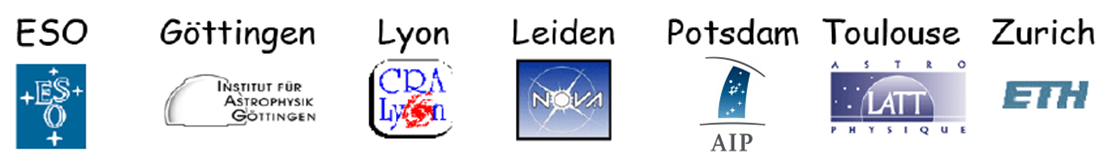 ESO Göttingen Lyon Leiden Potsdam Toulouse Zurich
ESO
INSTITUT FÜR
ASTROPHYSIK
GÖTTINGEN
CRA
Lyon
NOVA
AIP
ASTRO
LATT
PHYSIQUE
ETH